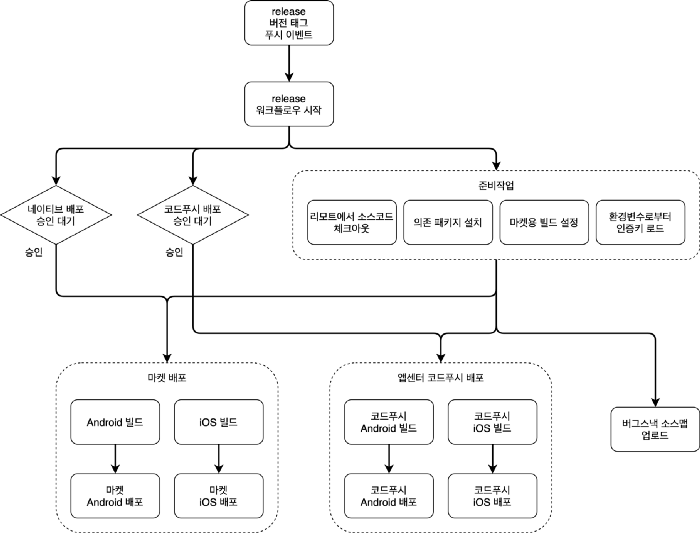 release
버전 태그
푸시 이벤트
release
워크플로우 시작
네이티브 배포
승인 대기
코드푸시 배포
승인 대기
준비작업
리모트에서 소스코드
체크아웃
의존 패키지 설치
마켓용 빌드 설정
환경변수로부터
인증키 로드
승인
승인
마켓 배포
Android 빌드
iOS 빌드
마켓
Android 배포
마켓
iOS 배포
앱센터 코드푸시 배포
코드푸시
Android 빌드
코드푸시
iOS 빌드
코드푸시
Android 배포
코드푸시
iOS 배포
버그스낵 소스맵
업로드